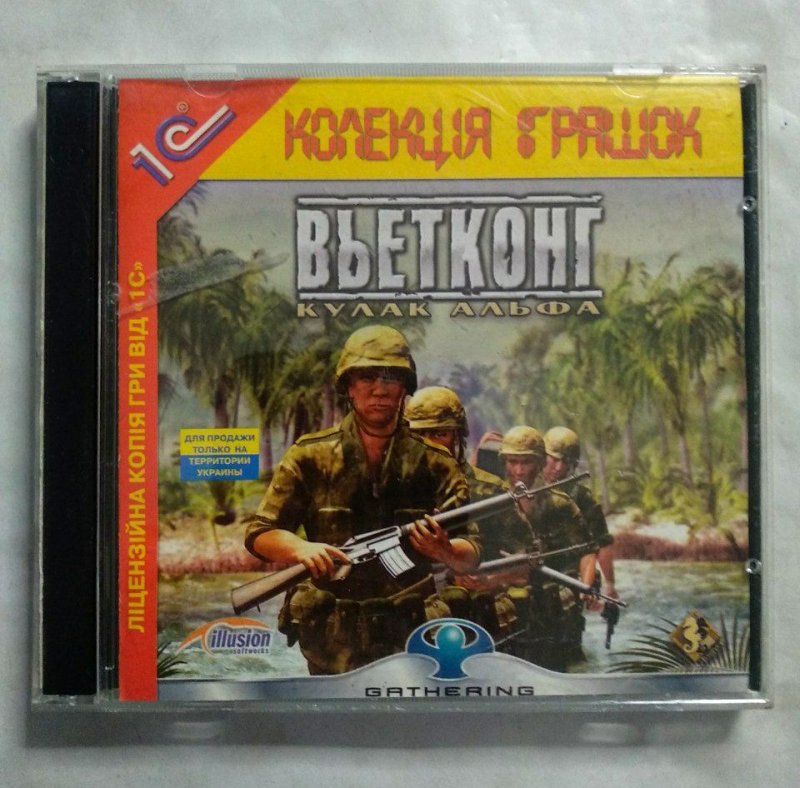 1С®
КОЛЕКЦІЯ ІГРАШОК
ВЬЕТКОНГ
КУЛАК АЛЬФА
ЛІЦЕНЗІЙНА КОПІЯ ГРИ ВІД «1С»
ДЛЯ ПРОДАЖИ
ТОЛЬКО НА
ТЕРРИТОРИИ
УКРАИНЫ
illusion
softworks
GATHERING